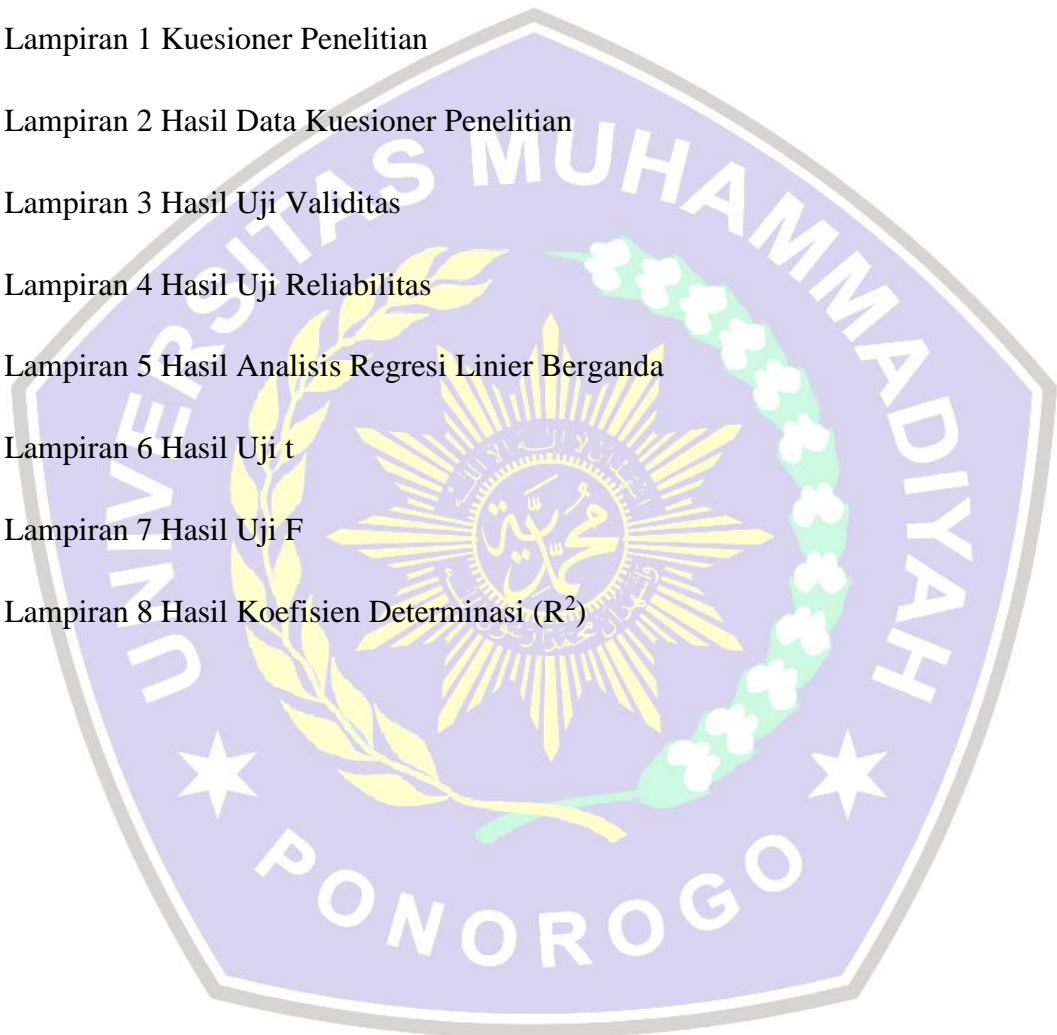 Lampiran 1 Kuesioner Penelitian
Lampiran 2 Hasil Data Kuesioner Penelitian
Lampiran 3 Hasil Uji Validitas
Lampiran 4 Hasil Uji Reliabilitas
Lampiran 5 Hasil Analisis Regresi Linier Berganda
Lampiran 6 Hasil Uji t
Lampiran 7 Hasil Uji F
Lampiran 8 Hasil Koefisien Determinasi (R²)
UNIVERSITAS MUHAMMADIYAH
محمدية
PONOROGO